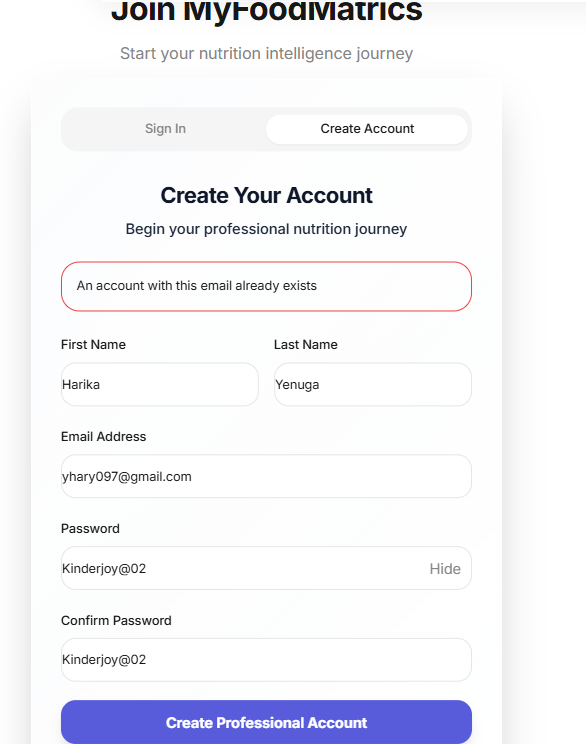 Join MyFoodMatrics
Start your nutrition intelligence journey
Sign In
Create Account
Create Your Account
Begin your professional nutrition journey
An account with this email already exists
First Name
Last Name
Harika
Yenuga
Email Address
yhary097@gmail.com
Password
Kinderjoy@02
Hide
Confirm Password
Kinderjoy@02
Create Professional Account